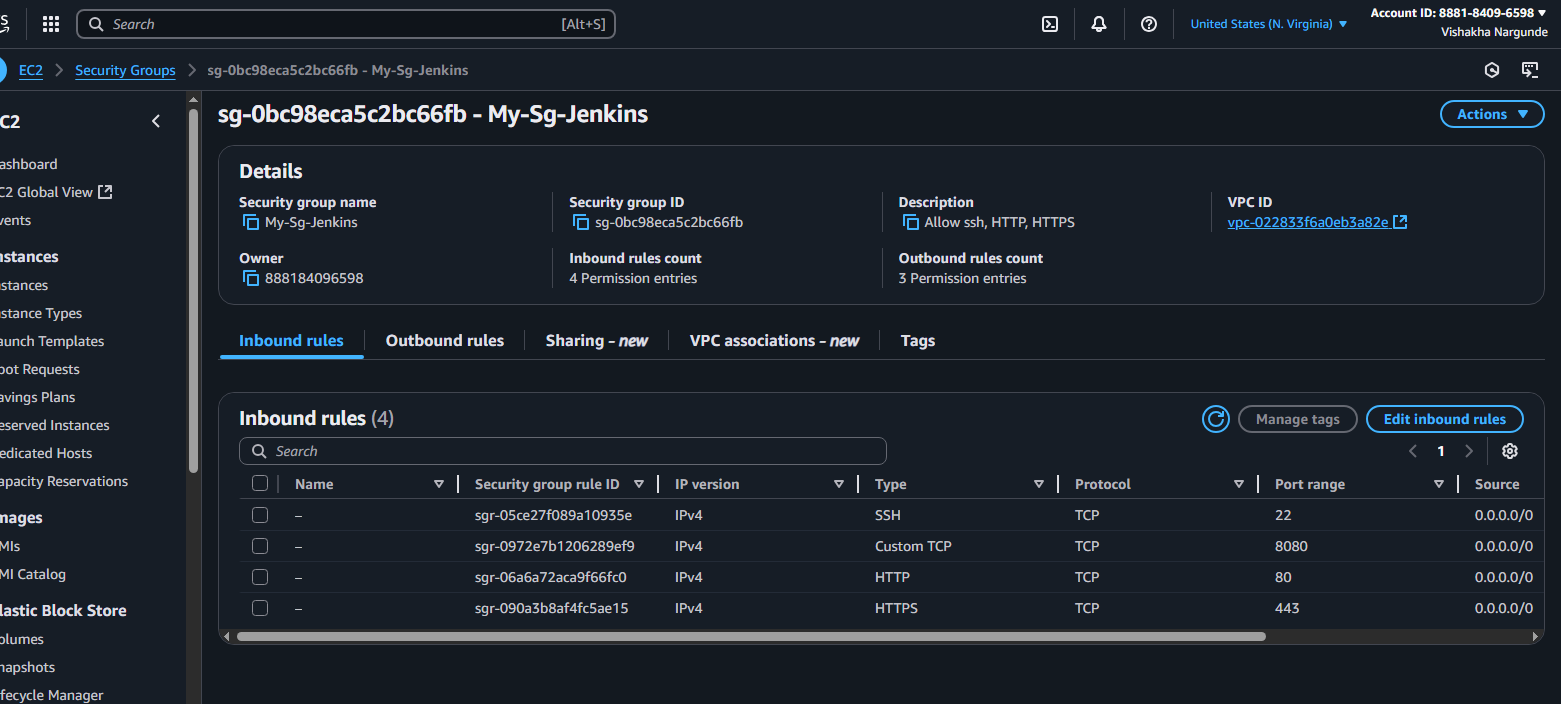 Search [Alt+S] United States (N. Virginia) Account ID: 8881-8409-6598
Vishakha Nargunde
EC2 Security Groups sg-0bc98eca5c2bc66fb - My-Sg-Jenkins
C2
ashboard
C2 Global View
vents
nstances
stances
stance Types
aunch Templates
pot Requests
avings Plans
eserved Instances
edicated Hosts
apacity Reservations
mages
MIs
MI Catalog
lastic Block Store
olumes
napshots
fecycle Manager
sg-0bc98eca5c2bc66fb - My-Sg-Jenkins
Actions
Details
Security group name
My-Sg-Jenkins
Security group ID
sg-0bc98eca5c2bc66fb
Description
Allow ssh, HTTP, HTTPS
VPC ID
vpc-022833f6a0eb3a82e
Owner
888184096598
Inbound rules count
4 Permission entries
Outbound rules count
3 Permission entries
Inbound rules Outbound rules Sharing - new VPC associations - new Tags
Inbound rules (4)
Manage tags Edit inbound rules
Search
1
Name Security group rule ID IP version Type Protocol Port range Source
– sgr-05ce27f089a10935e IPv4 SSH TCP 22 0.0.0.0/0
– sgr-0972e7b1206289ef9 IPv4 Custom TCP TCP 8080 0.0.0.0/0
– sgr-06a6a72aca9f66fc0 IPv4 HTTP TCP 80 0.0.0.0/0
– sgr-090a3b8af4fc5ae15 IPv4 HTTPS TCP 443 0.0.0.0/0